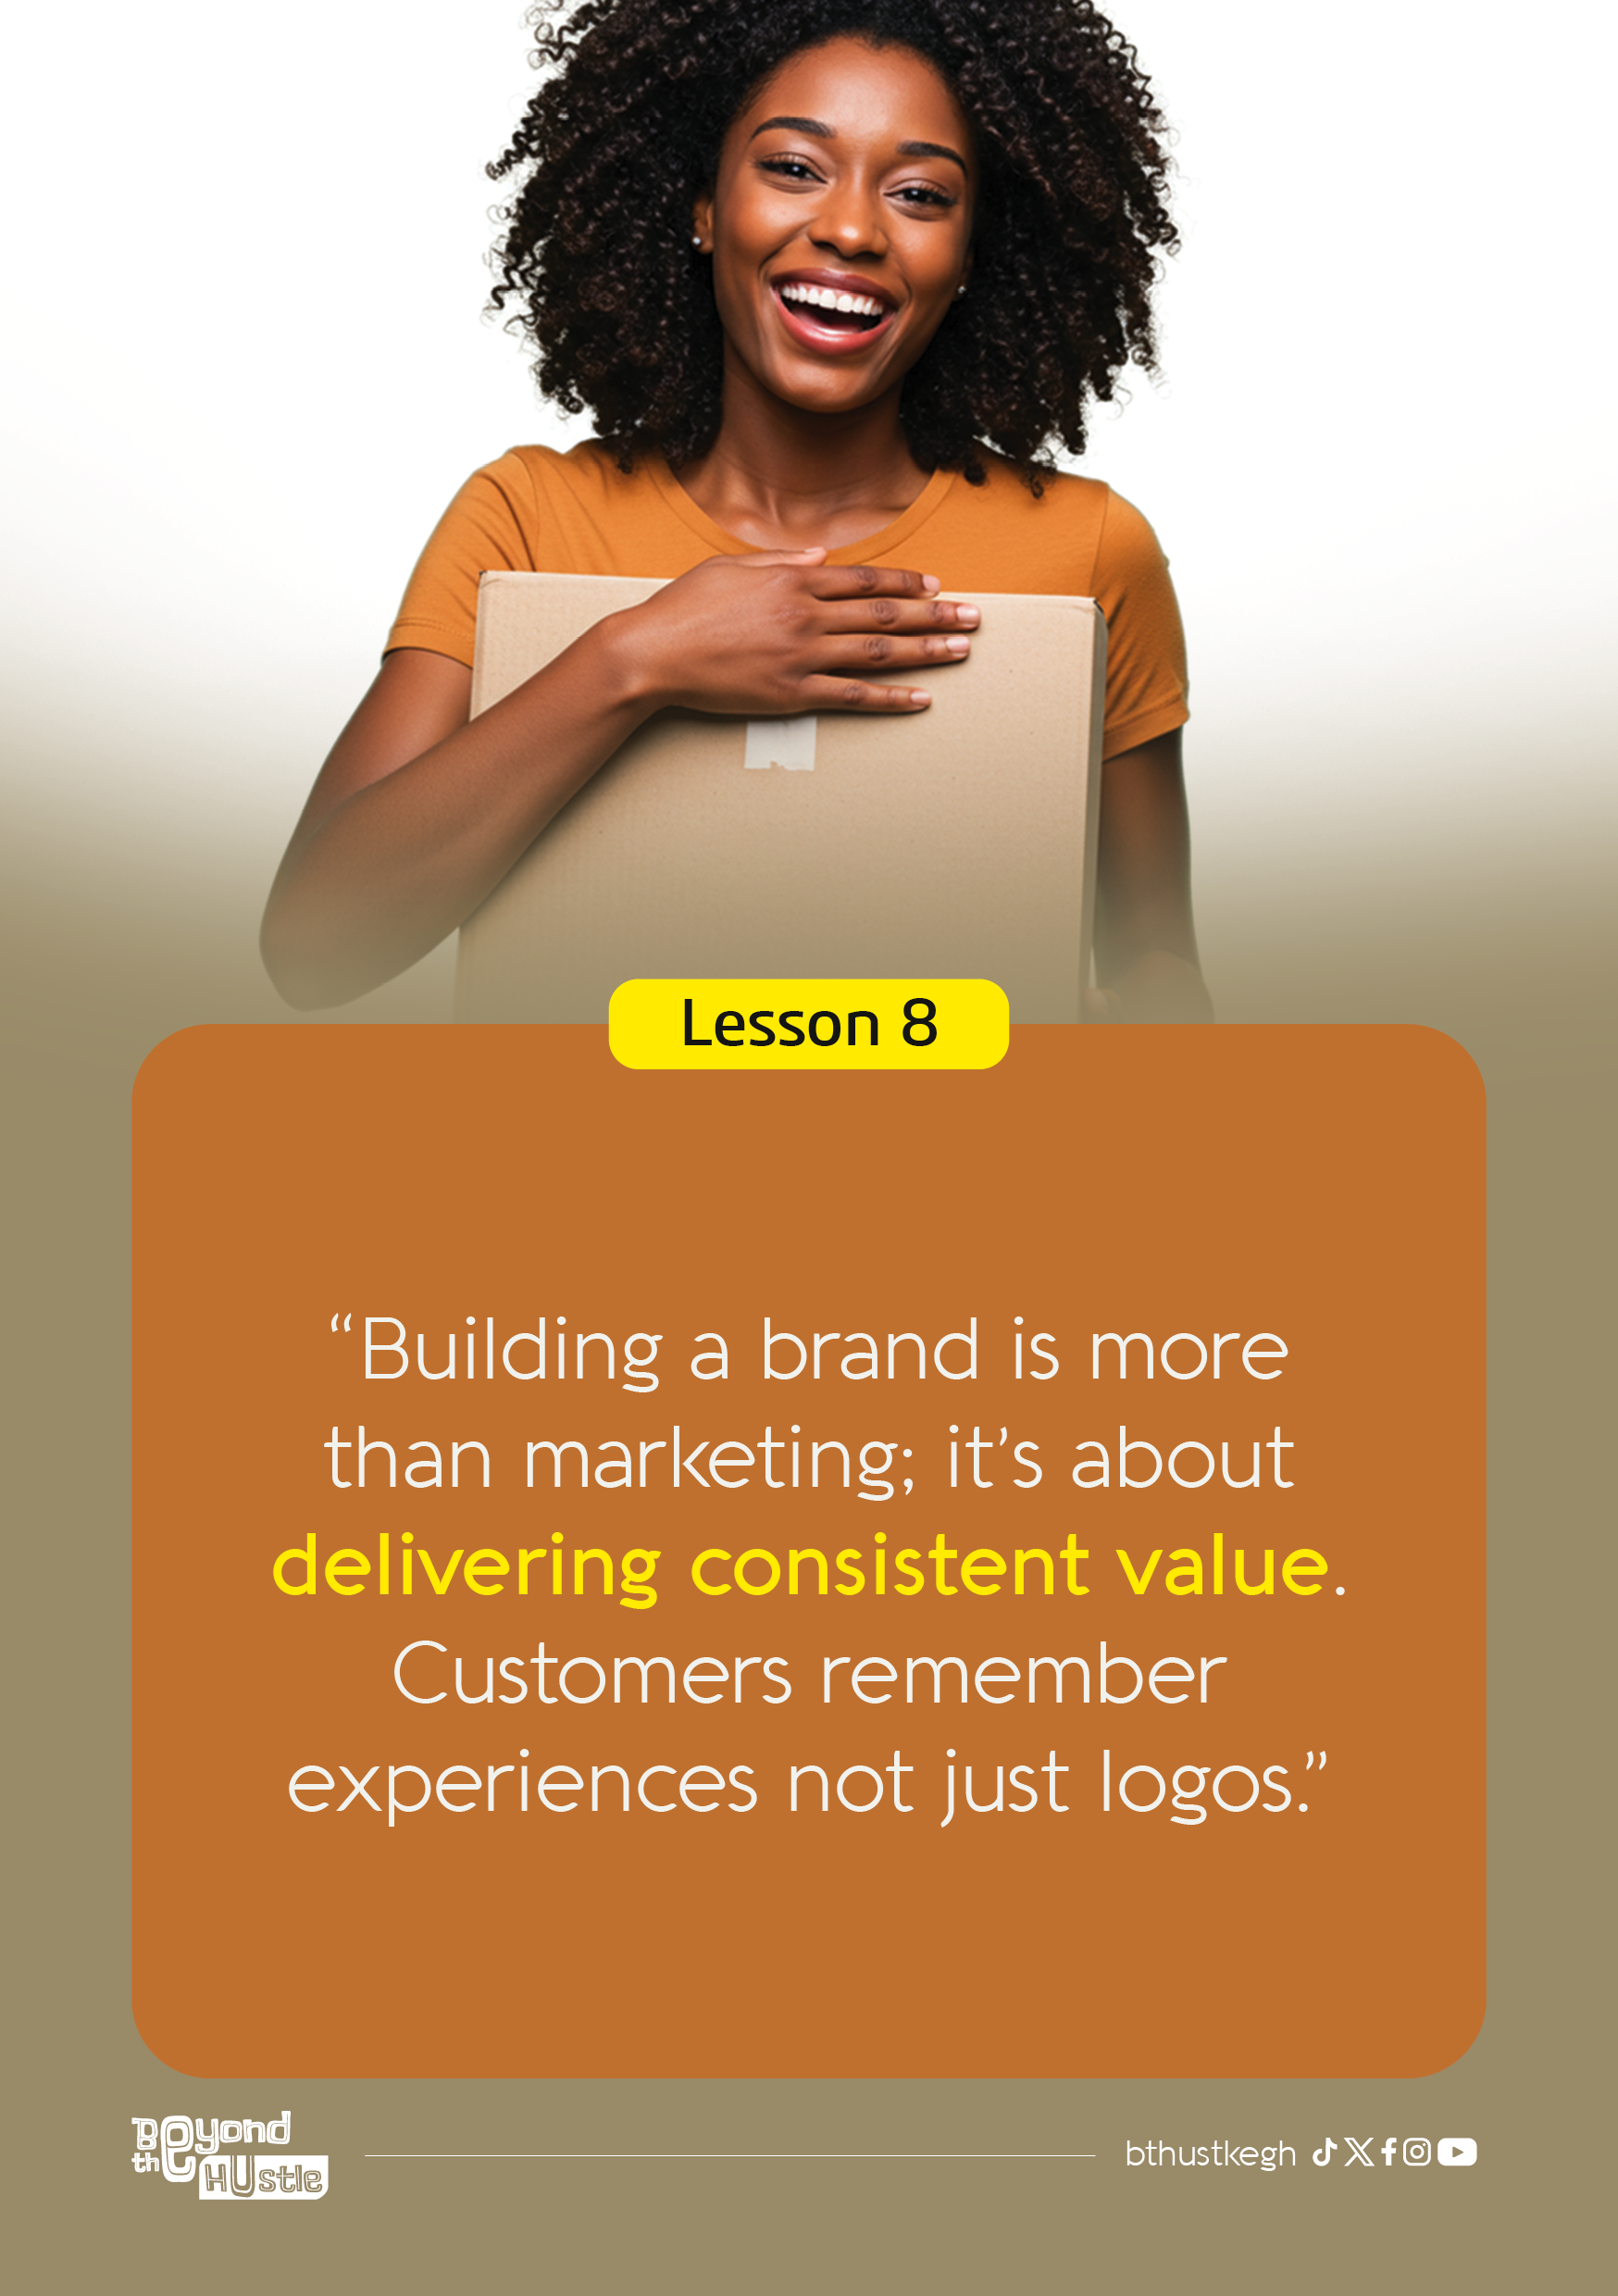 Lesson 8
“Building a brand is more
than marketing; it’s about
delivering consistent value.
Customers remember
experiences not just logos.”
Beyond
the HUstle
bthustkegh